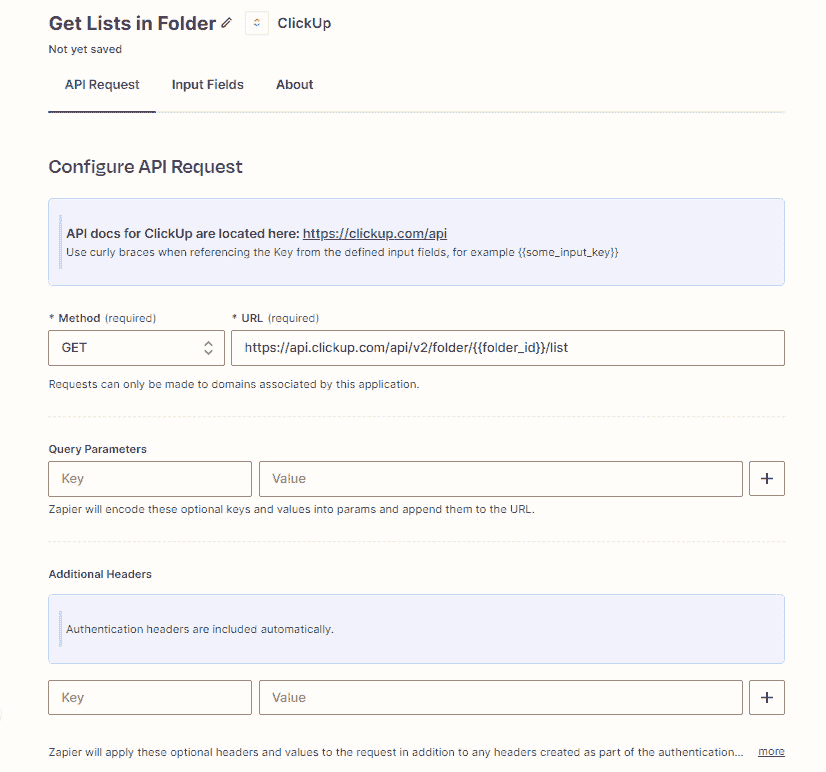 Get Lists in Folder ClickUp
Not yet saved
API Request Input Fields About
Configure API Request
API docs for ClickUp are located here: https://clickup.com/api
Use curly braces when referencing the Key from the defined input fields, for example {{some_input_key}}
* Method (required) * URL (required)
GET https://api.clickup.com/api/v2/folder/{{folder_id}}/list
Requests can only be made to domains associated by this application.
Query Parameters
Key Value +
Zapier will encode these optional keys and values into params and append them to the URL.
Additional Headers
Authentication headers are included automatically.
Key Value +
Zapier will apply these optional headers and values to the request in addition to any headers created as part of the authentication... more